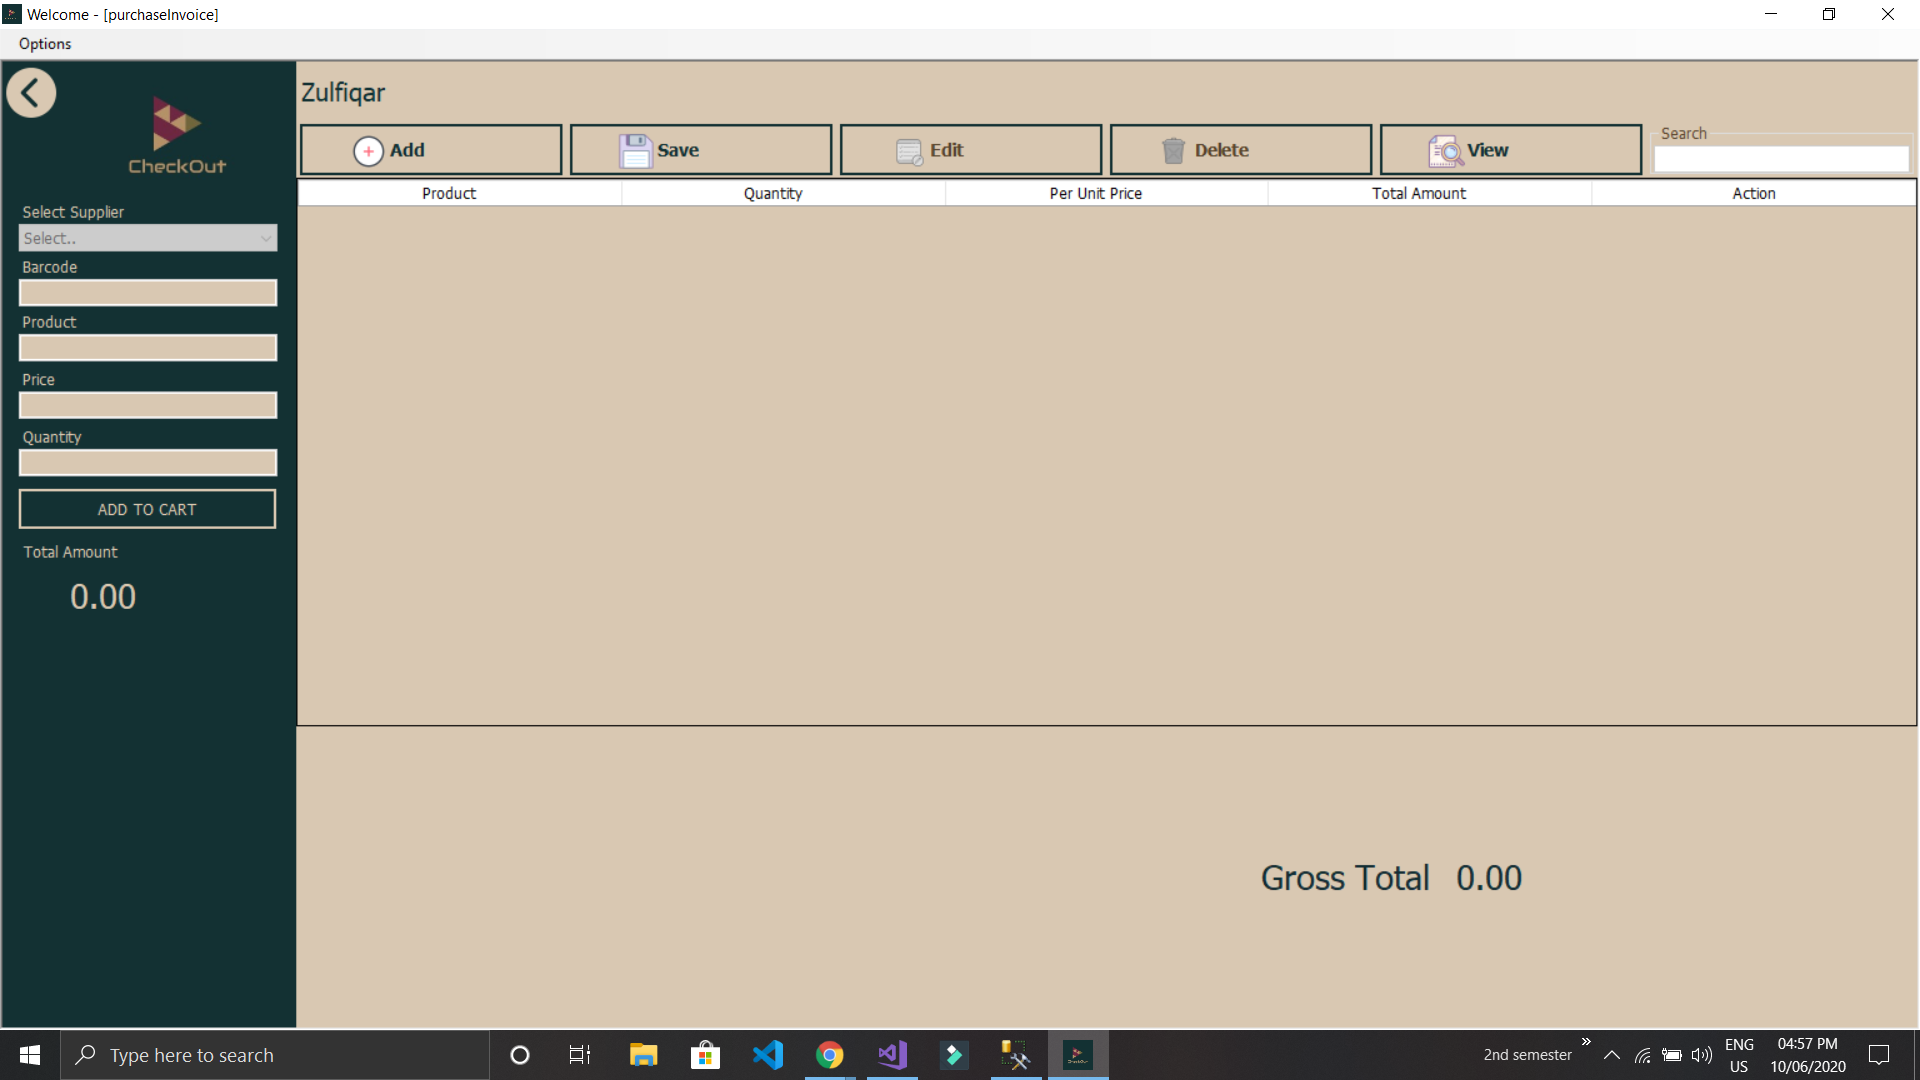 Welcome - [purchaseInvoice]
Options
CheckOut
Select Supplier
Select..
Barcode
Product
Price
Quantity
ADD TO CART
Total Amount
0.00
Zulfiqar
Add
Save
Edit
Delete
View
Search
Product Quantity Per Unit Price Total Amount Action
Gross Total 0.00
Type here to search
2nd semester
ENG
US
04:57 PM
10/06/2020